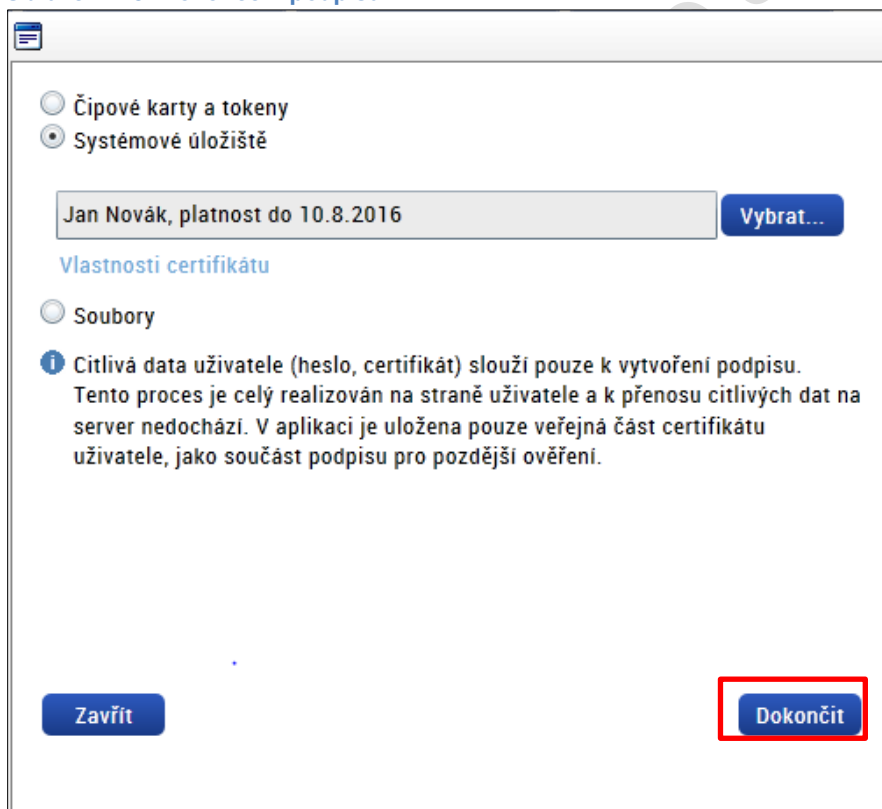 Čipové karty a tokeny
Systémové úložiště
Jan Novák, platnost do 10.8.2016
Vybrat...
Vlastnosti certifikátu
Soubory
Citlivá data uživatele (heslo, certifikát) slouží pouze k vytvoření podpisu.
Tento proces je celý realizován na straně uživatele a k přenosu citlivých dat na
server nedochází. V aplikaci je uložena pouze veřejná část certifikátu
uživatele, jako součást podpisu pro pozdější ověření.
Zavřít
Dokončit